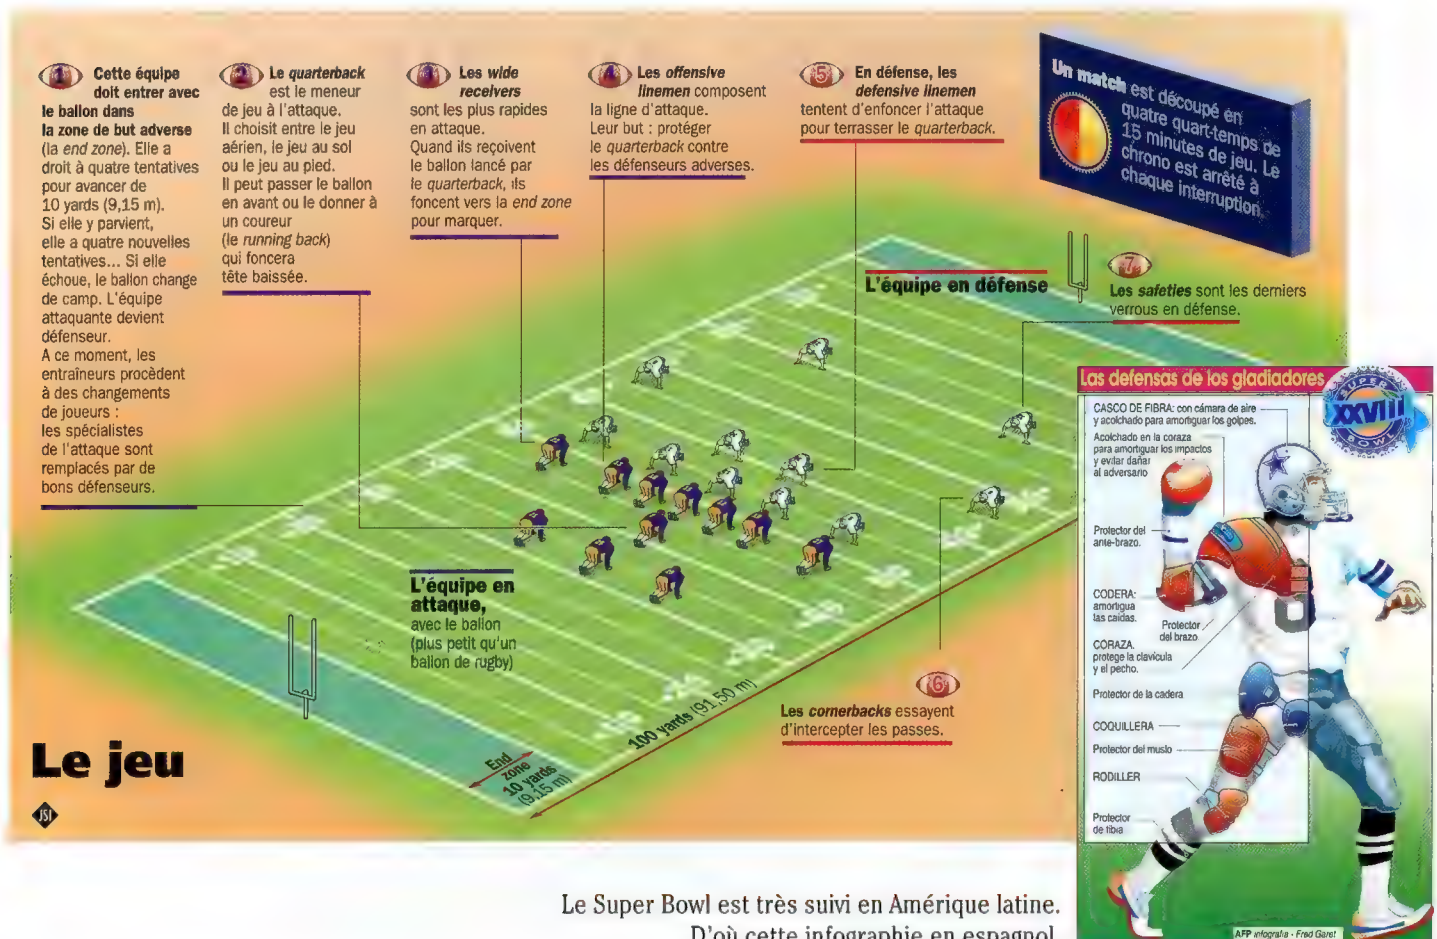 1 Cette équipe
doit entrer avec
le ballon dans
la zone de but adverse
(la end zone). Elle a
droit à quatre tentatives
pour avancer de
10 yards (9,15 m).
Si elle y parvient,
elle a quatre nouvelles
tentatives... Si elle
échoue, le ballon change
de camp. L'équipe
attaquante devient
défenseur.
A ce moment, les
entraîneurs procèdent
à des changements
de joueurs :
les spécialistes
de l'attaque sont
remplacés par de
bons défenseurs.
2 Le quarterback
est le meneur
de jeu à l'attaque.
Il choisit entre le jeu
aérien, le jeu au sol
ou le jeu au pied.
Il peut passer le ballon
en avant ou le donner à
un coureur
(le running back)
qui foncera
tête baissée.
3 Les wide
receivers
sont les plus rapides
en attaque.
Quand ils reçoivent
le ballon lancé par
le quarterback, ils
foncent vers la end zone
pour marquer.
4 Les offensive
linemen composent
la ligne d'attaque.
Leur but : protéger
le quarterback contre
les défenseurs adverses.
5 En défense, les
defensive linemen
tentent d'enfoncer l'attaque
pour terrasser le quarterback.
Un match est découpé en
quatre quart-temps de
15 minutes de jeu. Le
chrono est arrêté à
chaque interruption.
L'équipe en défense
7
Les safeties sont les derniers
verrous en défense.
L'équipe en
attaque,
avec le ballon
(plus petit qu'un
ballon de rugby)
6
Les cornerbacks essayent
d'intercepter les passes.
100 yards (91,50 m)
End
zone
10 yards
(9,15 m)
Le jeu
JSI
Las defensas de los gladiadores
SUPER
XXVIII
BOWL
CASCO DE FIBRA: con cámara de aire
y acolchado para amortiguar los golpes.
Acolchado en la coraza
para amortiguar los impactos
y evitar dañar
al adversario
Protector del
ante-brazo.
CODERA:
amortigua
las caidas.
Protector
del brazo
CORAZA.
protege la clavícula
y el pecho.
Protector de la cadera
COQUILLERA
Protector del muslo
RODILLER
Protector
de tibia
8
AFP infografia - Fred Garet
Le Super Bowl est très suivi en Amérique latine.
D'où cette infographie en espagnol.